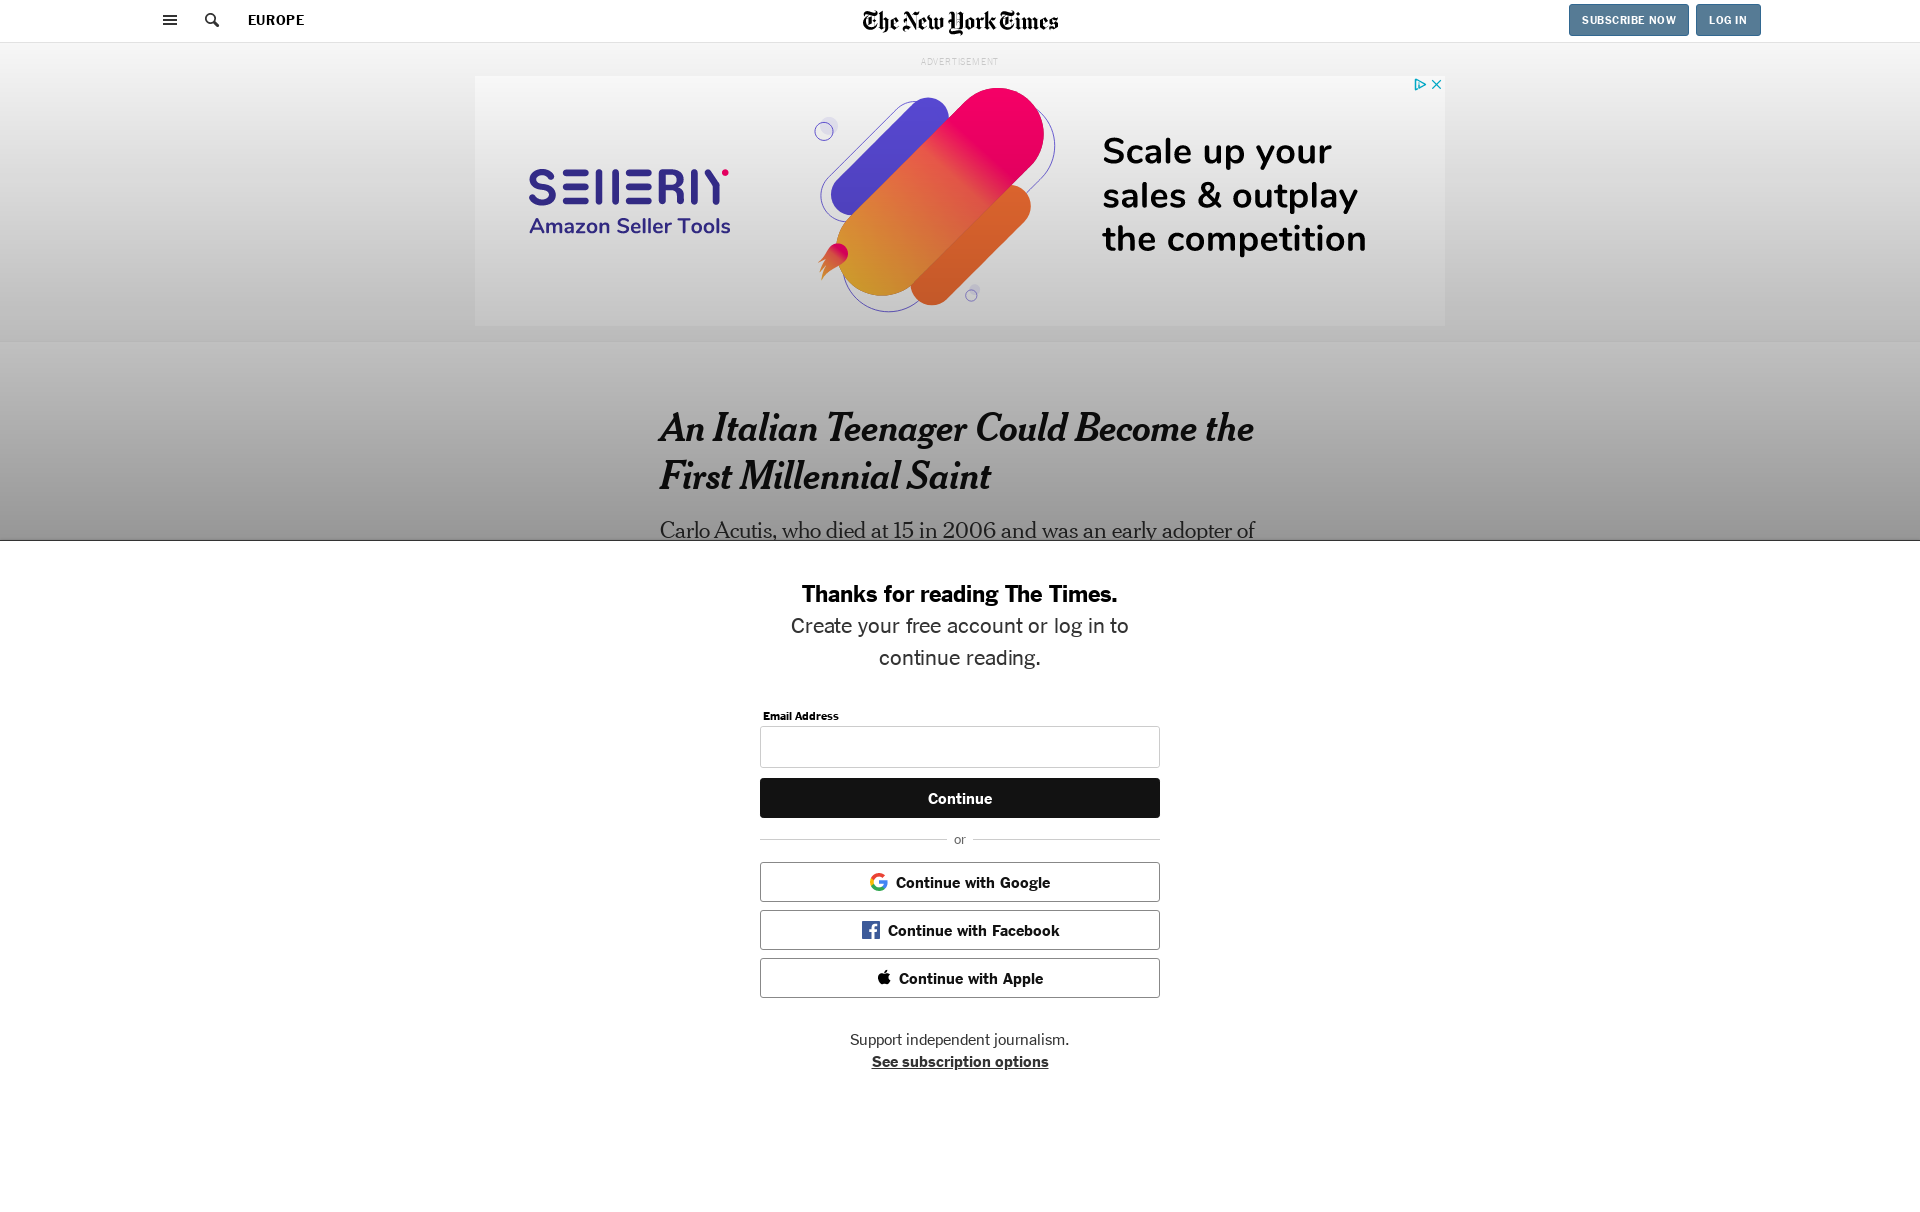 EUROPE
The New York Times
SUBSCRIBE NOW
LOG IN
ADVERTISEMENT
SELLERLY
Amazon Seller Tools
Scale up your
sales & outplay
the competition
An Italian Teenager Could Become the
First Millennial Saint
Carlo Acutis, who died at 15 in 2006 and was an early adopter of
Thanks for reading The Times.
Create your free account or log in to
continue reading.
Email Address
Continue
or
Continue with Google
Continue with Facebook
Continue with Apple
Support independent journalism.
See subscription options